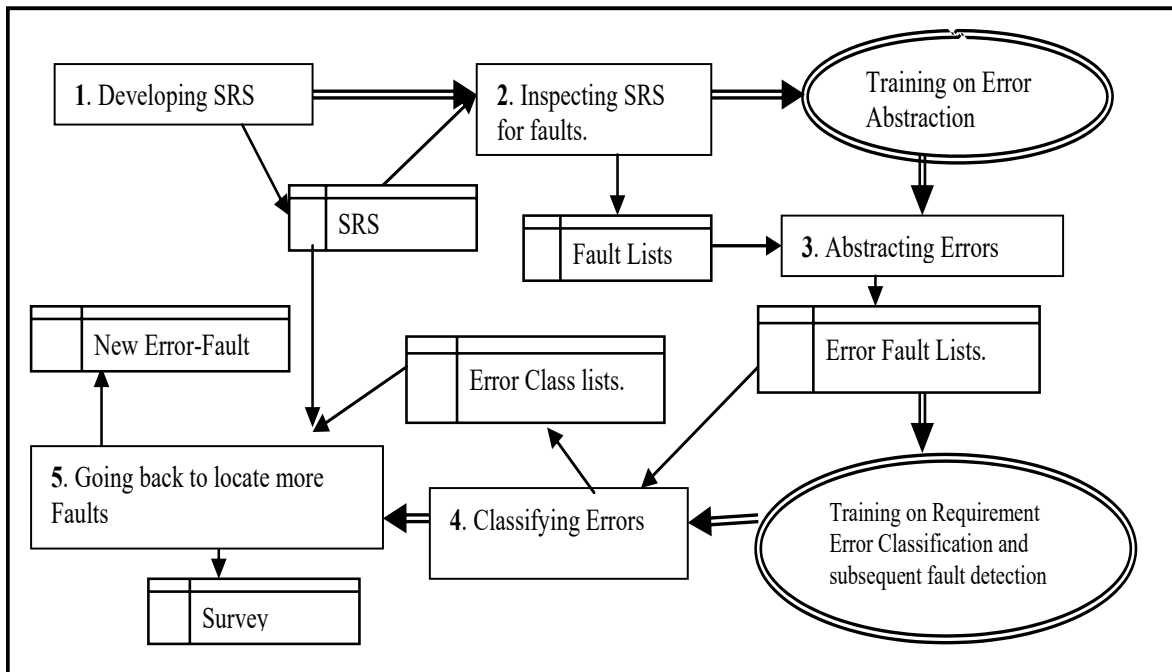 1. Developing SRS
2. Inspecting SRS
for faults.
Training on Error
Abstraction
SRS
Fault Lists
3. Abstracting Errors
New Error-Fault
Error Class lists.
Error Fault Lists.
5. Going back to locate more
Faults
4. Classifying Errors
Training on Requirement
Error Classification and
subsequent fault detection
Survey